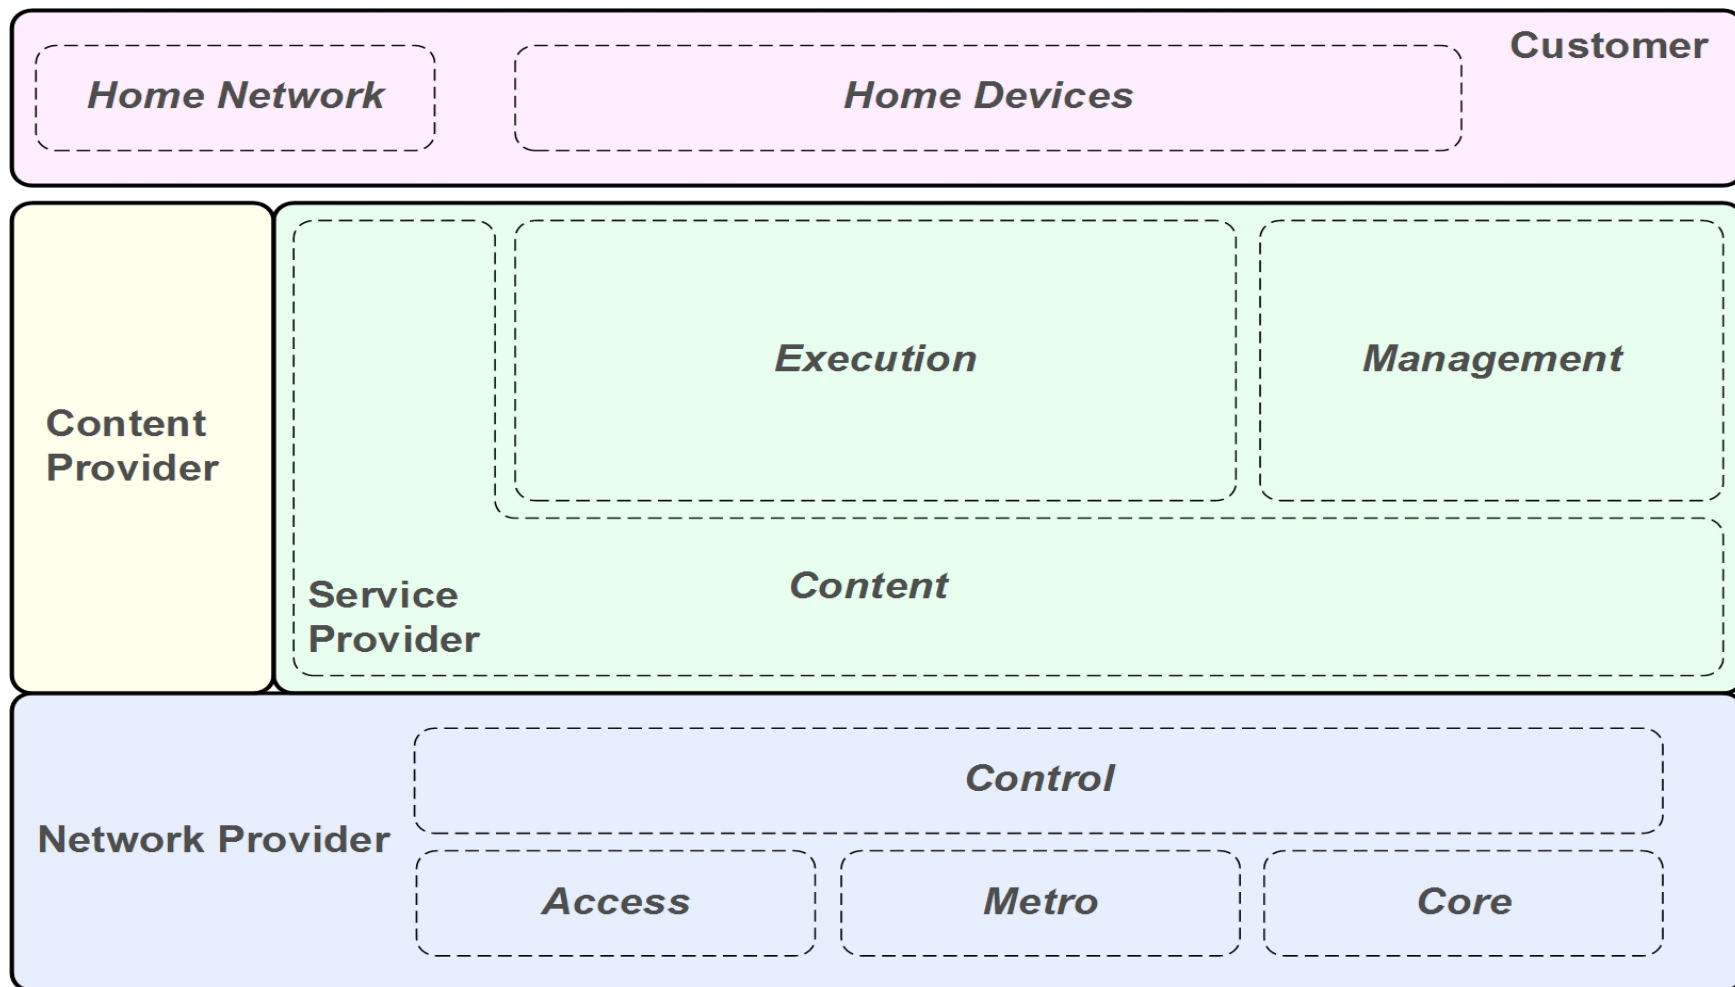 Customer
Home Network
Home Devices
Content
Provider
Execution
Management
Service
Provider
Content
Network Provider
Control
Access
Metro
Core